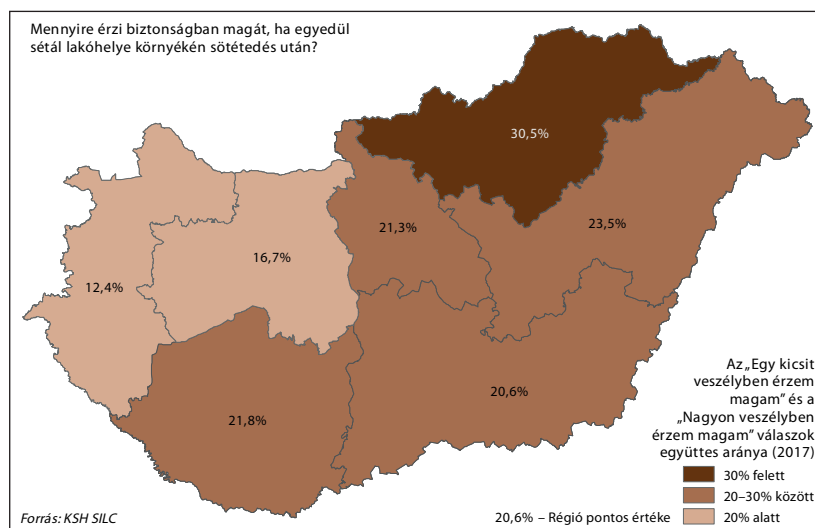 Mennyire érzi biztonságban magát, ha egyedül
sétál lakóhelye környékén sötétedés után?
30,5%
21,3%
23,5%
16,7%
12,4%
20,6%
21,8%
Az „Egy kicsit
veszélyben érzem
magam” és a
„Nagyon veszélyben
érzem magam” válaszok
együttes aránya (2017)
30% felett
20–30% között
20% alatt
20,6% – Régió pontos értéke
Forrás: KSH SILC